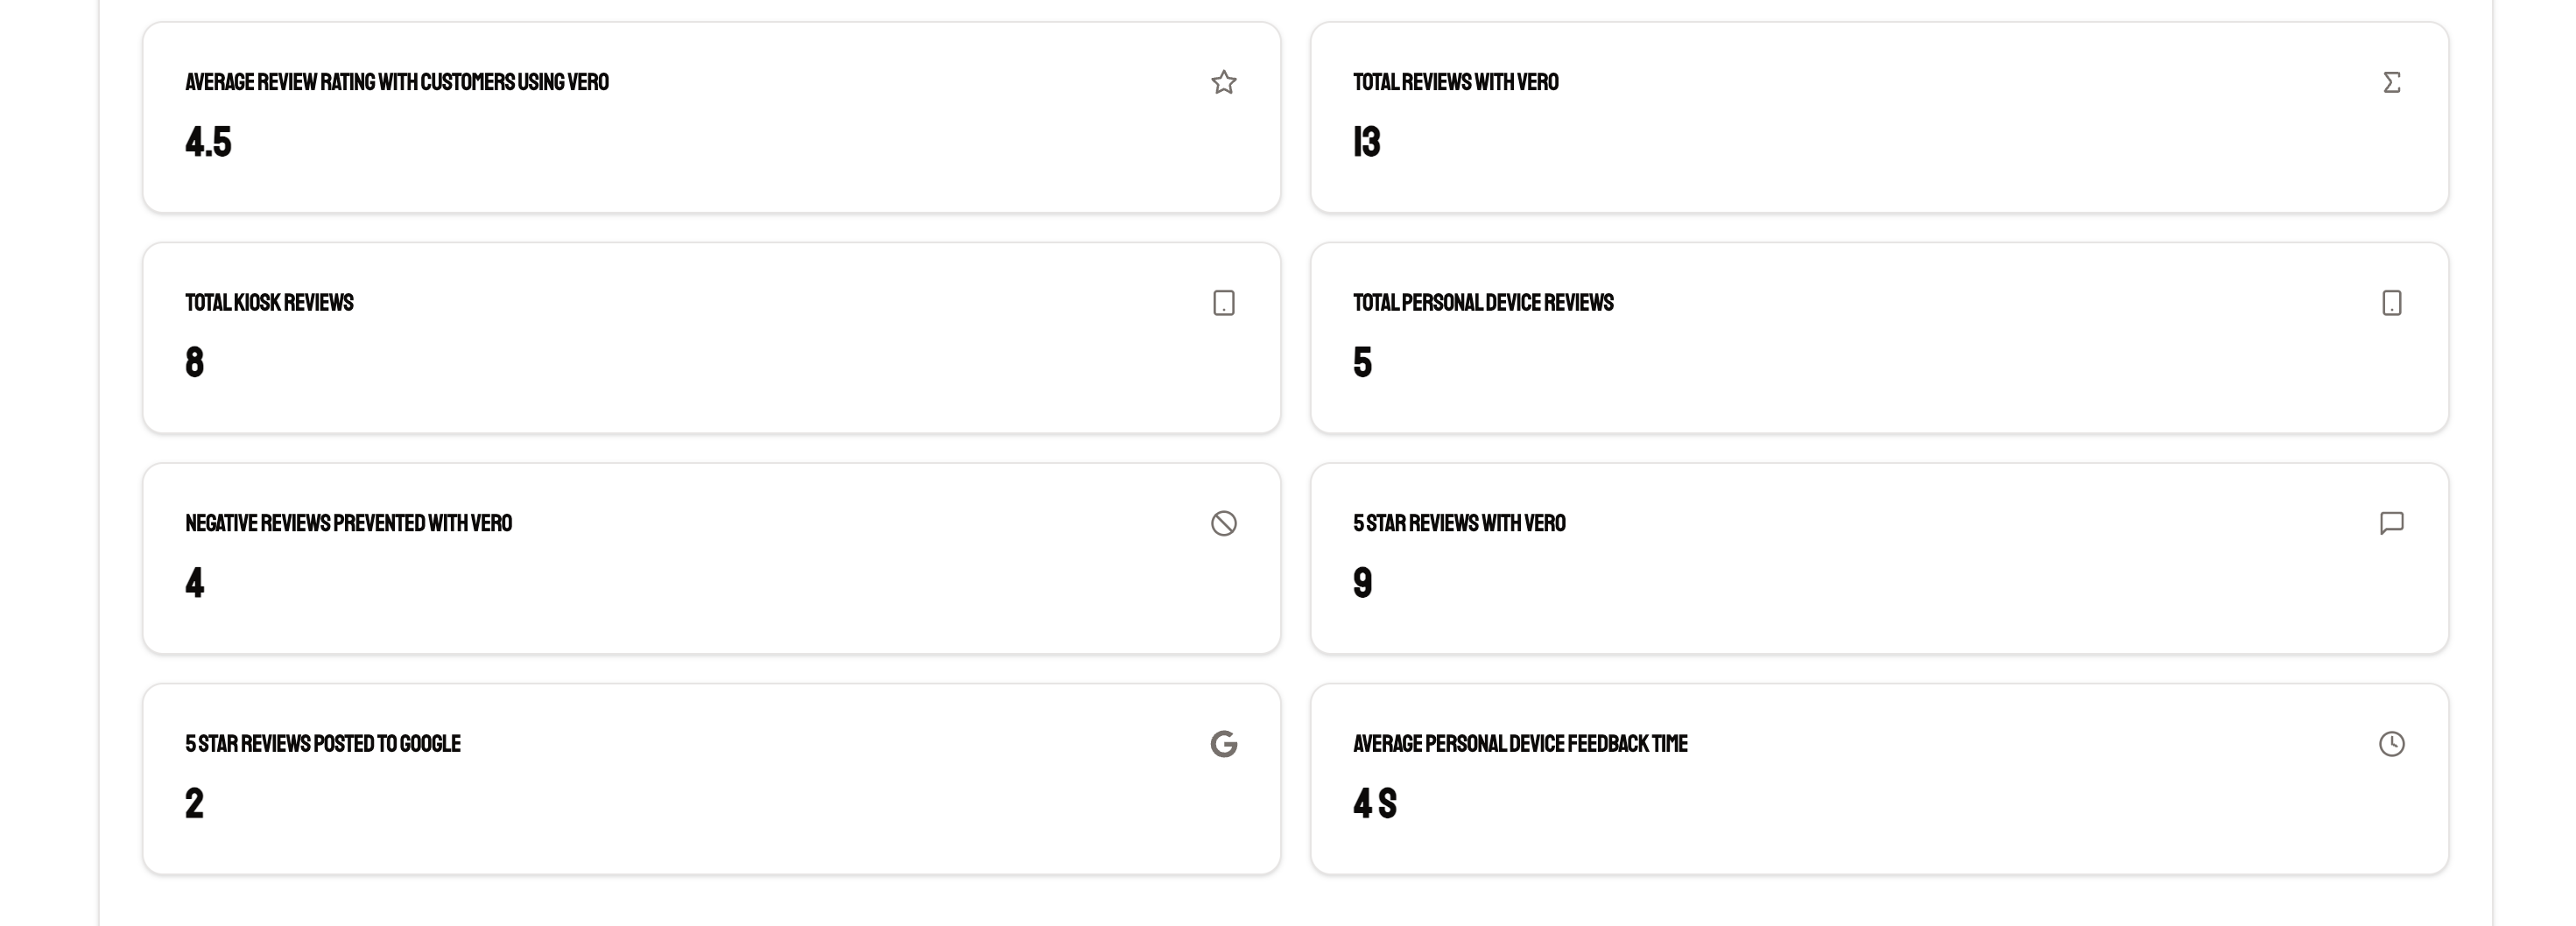 AVERAGE REVIEW RATING WITH CUSTOMERS USING VERO
4.5
TOTAL REVIEWS WITH VERO
13
TOTAL KIOSK REVIEWS
8
TOTAL PERSONAL DEVICE REVIEWS
5
NEGATIVE REVIEWS PREVENTED WITH VERO
4
5 STAR REVIEWS WITH VERO
9
5 STAR REVIEWS POSTED TO GOOGLE
2
AVERAGE PERSONAL DEVICE FEEDBACK TIME
4 S